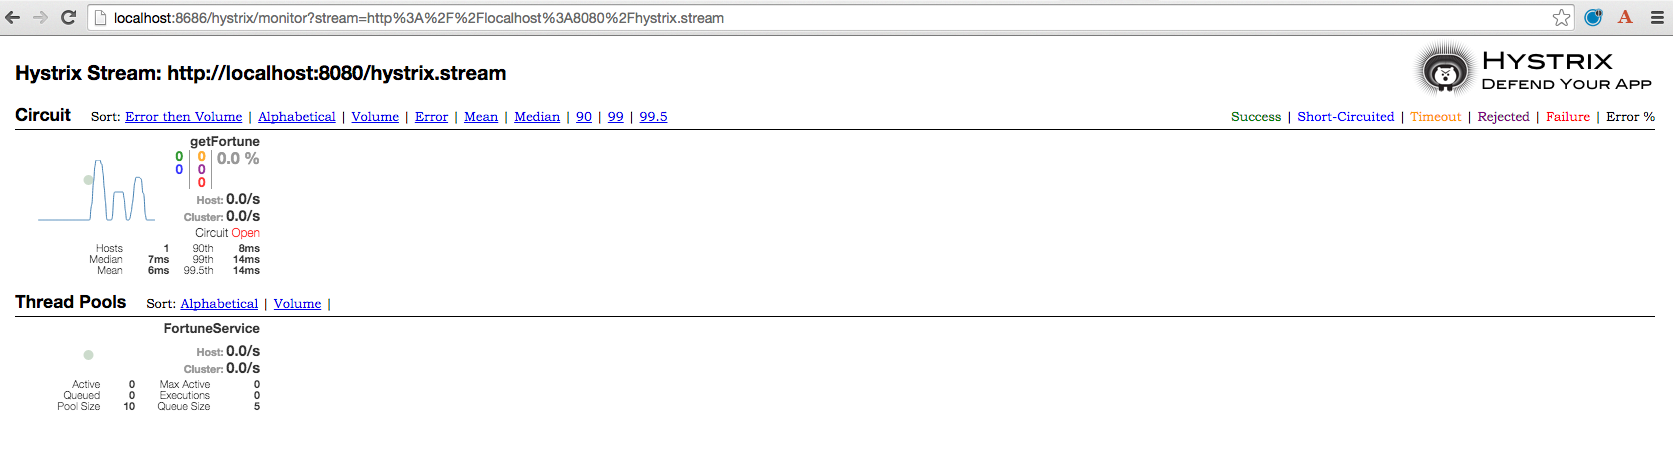 localhost:8686/hystrix/monitor?stream=http%3A%2F%2Flocalhost%3A8080%2Fhystrix.stream
Hystrix Stream: http://localhost:8080/hystrix.stream
HYSTRIX
DEFEND YOUR APP
Circuit Sort: Error then Volume | Alphabetical | Volume | Error | Mean | Median | 90 | 99 | 99.5
Success | Short-Circuited | Timeout | Rejected | Failure | Error %
getFortune
0 0 0.0 %
0 0
0
Host: 0.0/s
Cluster: 0.0/s
Circuit Open
Hosts 1 90th 8ms
Median 7ms 99th 14ms
Mean 6ms 99.5th 14ms
Thread Pools Sort: Alphabetical | Volume |
FortuneService
Host: 0.0/s
Cluster: 0.0/s
Active 0 Max Active 0
Queued 0 Executions 0
Pool Size 10 Queue Size 5